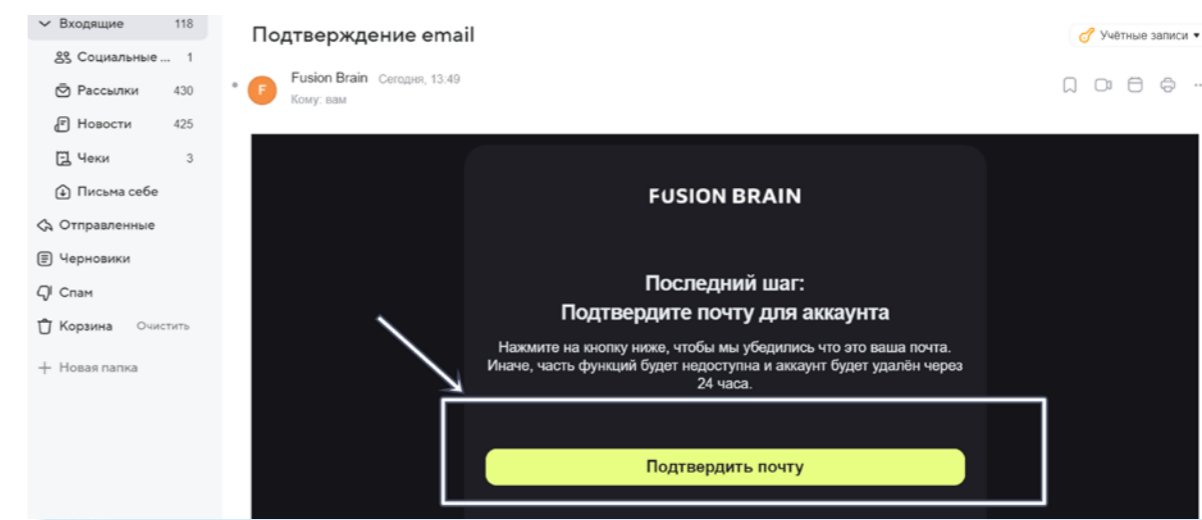 Входящие 118
Социальные ... 1
Рассылки 430
Новости 425
Чеки 3
Письма себе
Отправленные
Черновики
Спам
Корзина Очистить
Новая папка
Подтверждение email
Учётные записи
F
Fusion Brain Сегодня, 13:49
Кому: вам
FUSION BRAIN
Последний шаг:
Подтвердите почту для аккаунта
Нажмите на кнопку ниже, чтобы мы убедились что это ваша почта.
Иначе, часть функций будет недоступна и аккаунт будет удалён через
24 часа.
Подтвердить почту